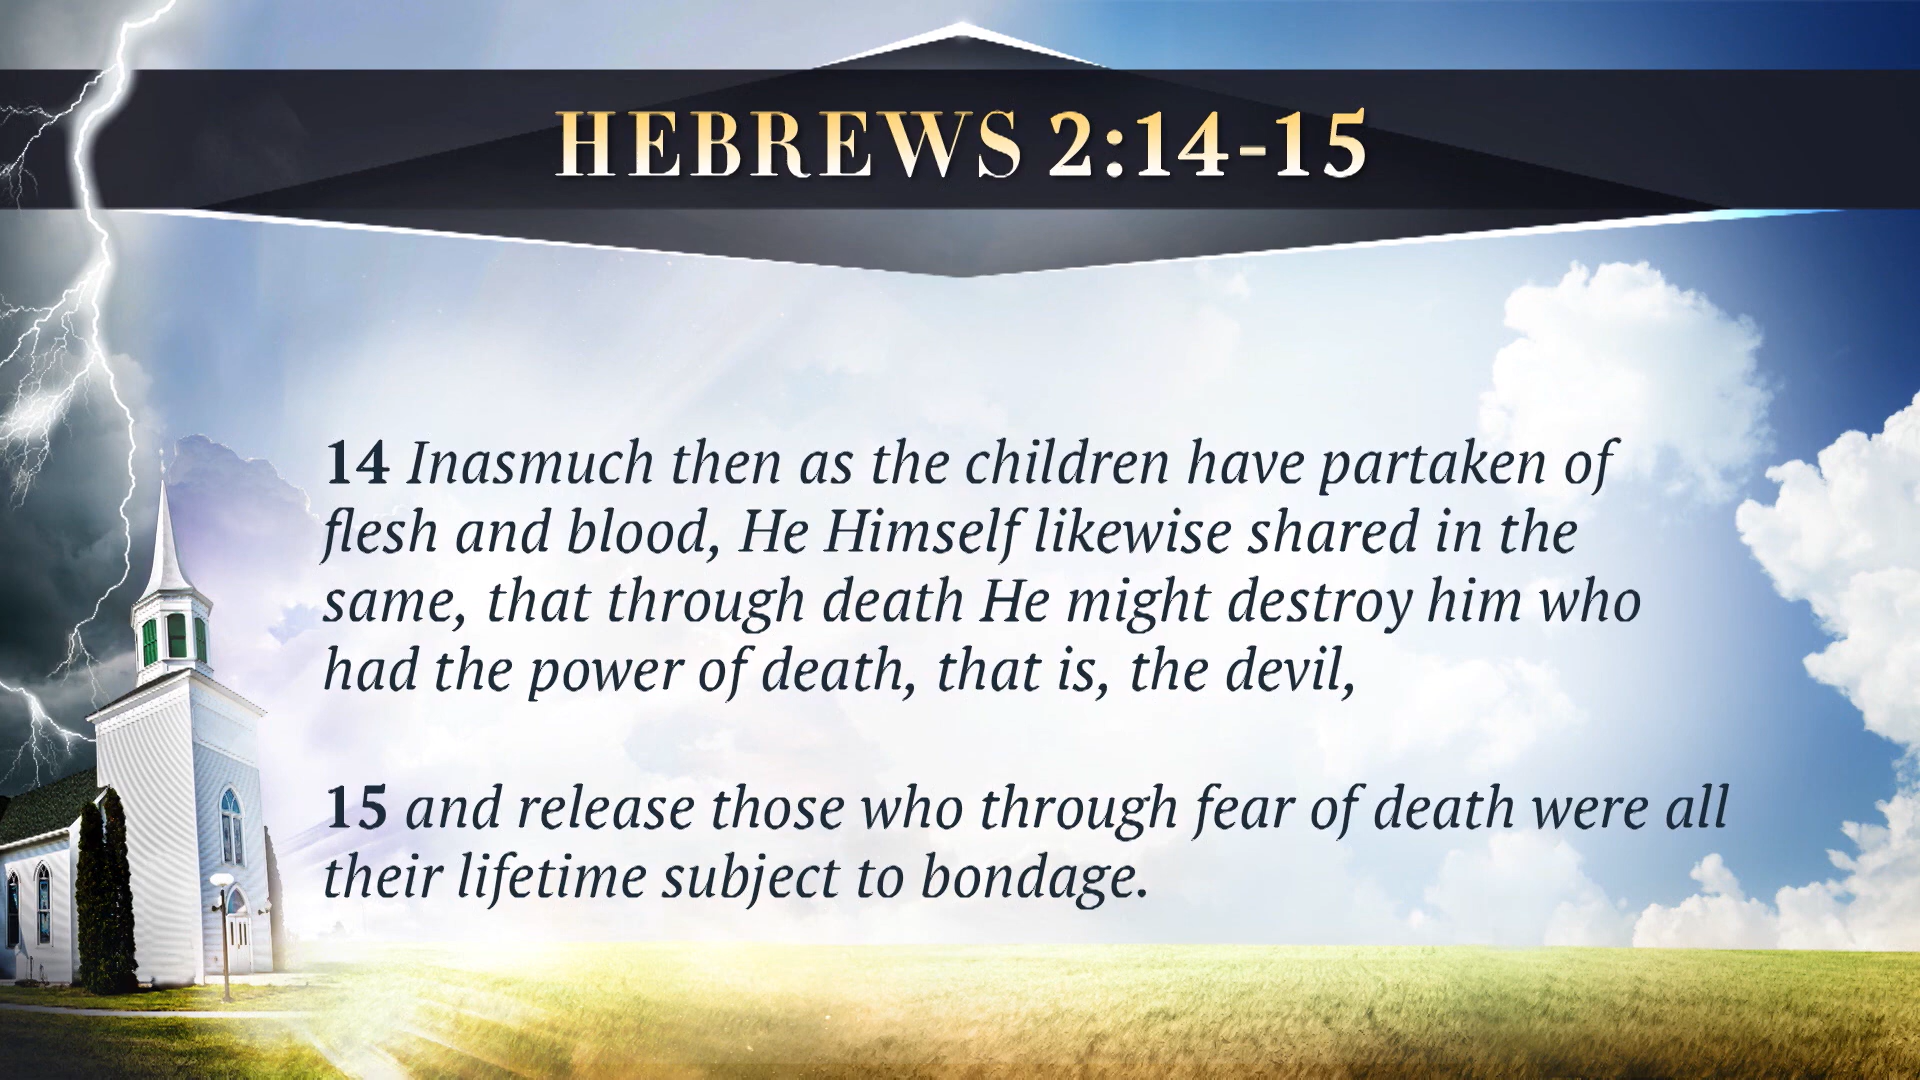 HEBREWS 2:14-15
14 Inasmuch then as the children have partaken of
flesh and blood, He Himself likewise shared in the
same, that through death He might destroy him who
had the power of death, that is, the devil,
15 and release those who through fear of death were all
their lifetime subject to bondage.